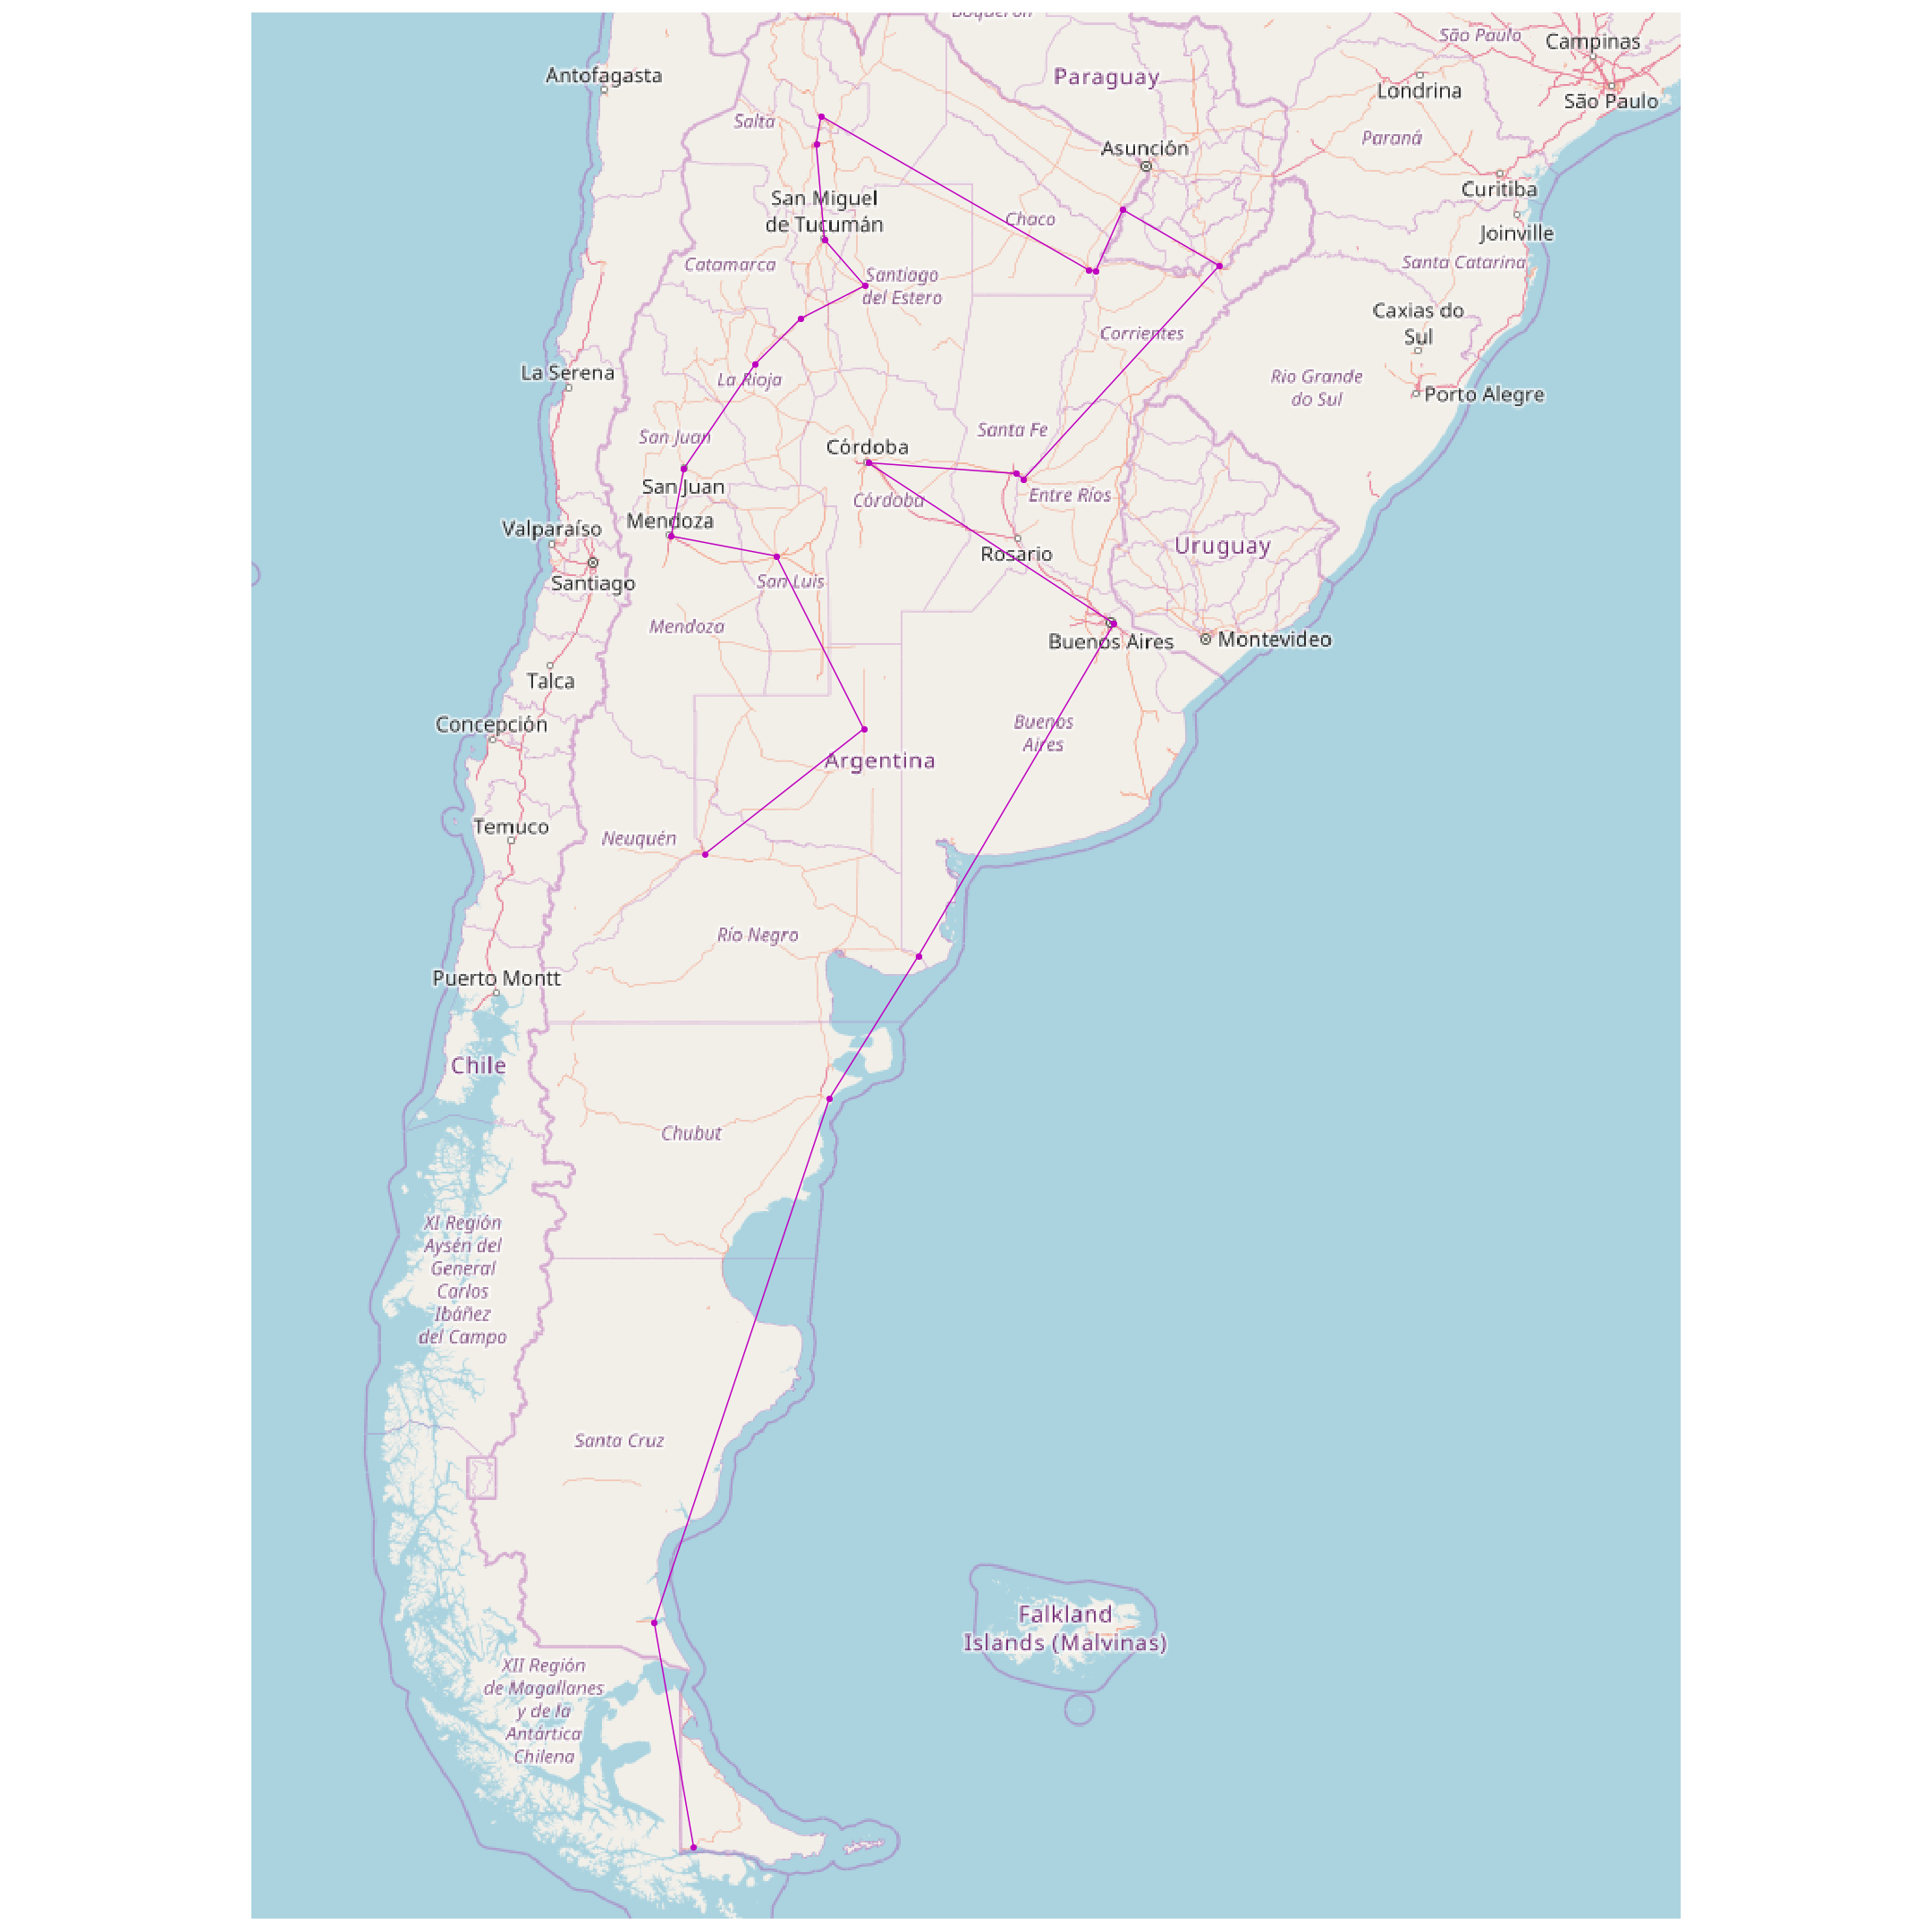 Boquerón
São Paulo
Campinas
Antofagasta
Paraguay
Londrina
São Paulo
Salta
Paraná
Asunción
San Miguel
de Tucumán
Curitiba
Chaco
Joinville
Catamarca
Santiago
del Estero
Santa Catarina
Caxias do
Sul
Corrientes
La Serena
La Rioja
Rio Grande
do Sul
Porto Alegre
San Juan
Santa Fe
Córdoba
San Juan
Entre Ríos
Córdoba
Mendoza
Valparaíso
Rosario
Uruguay
Santiago
San Luis
Mendoza
Buenos Aires
Montevideo
Talca
Concepción
Buenos
Aires
Argentina
Temuco
Neuquén
Río Negro
Puerto Montt
Chile
Chubut
XI Región
Aysén del
General
Carlos
Ibáñez
del Campo
Santa Cruz
Falkland
Islands (Malvinas)
XII Región
de Magallanes
y de la
Antártica
Chilena